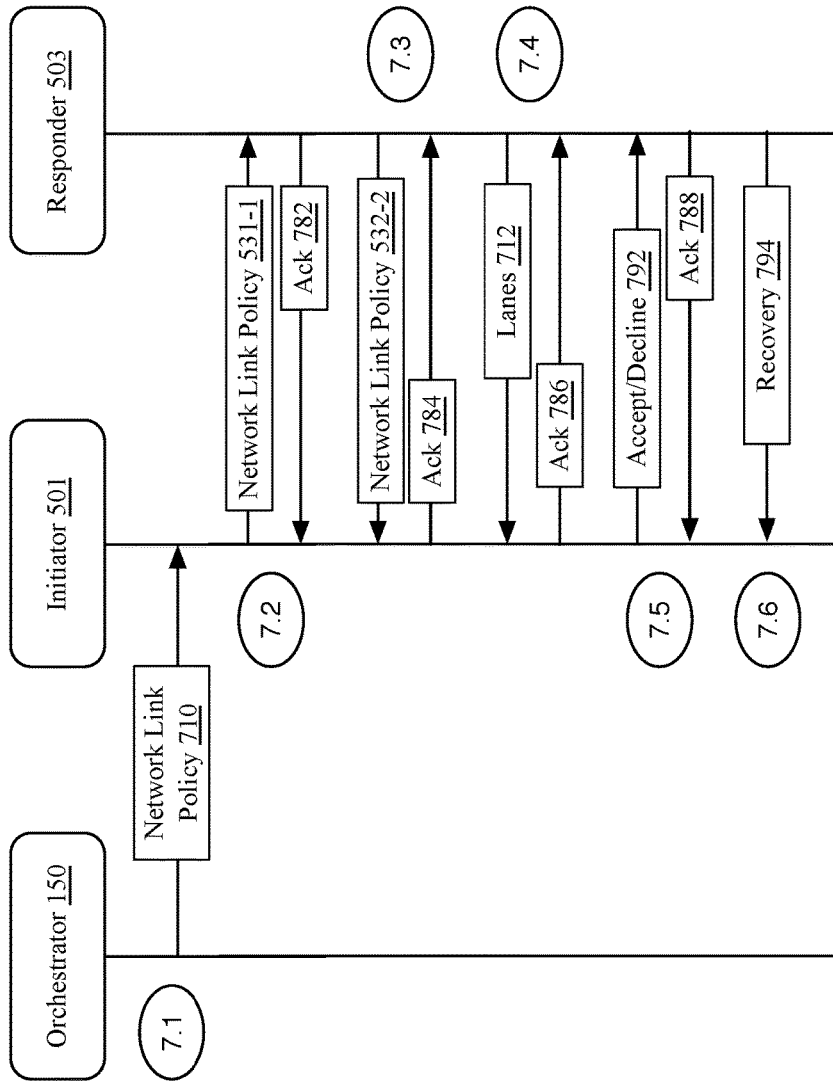 Orchestrator 150
Initiator 501
Responder 503
7.1
Network Link
Policy 710
7.2
Network Link Policy 531-1
Ack 782
Network Link Policy 532-2
7.3
Ack 784
Lanes 712
7.4
Ack 786
Accept/Decline 792
7.5
Ack 788
7.6
Recovery 794